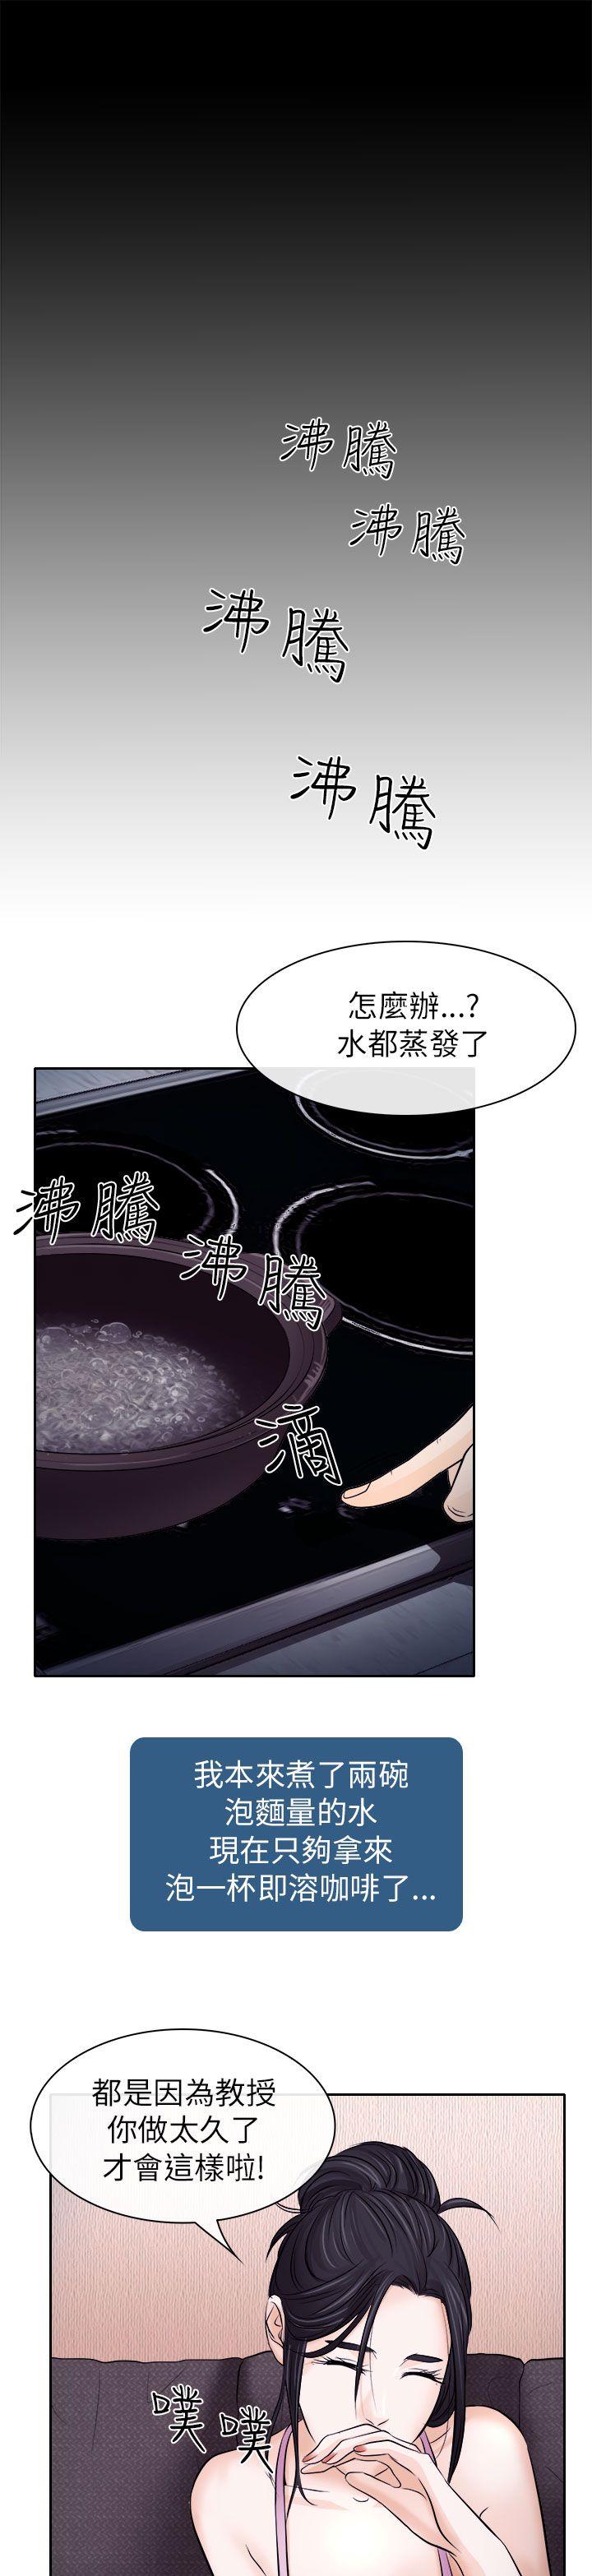 沸騰
沸騰
沸騰
沸騰
怎麼辦...?
水都蒸發了
沸騰
沸騰
滴
我本來煮了兩碗
泡麵量的水
現在只夠拿來
泡一杯即溶咖啡了...
都是因為教授
你做太久了
才會這樣啦!
噗噗